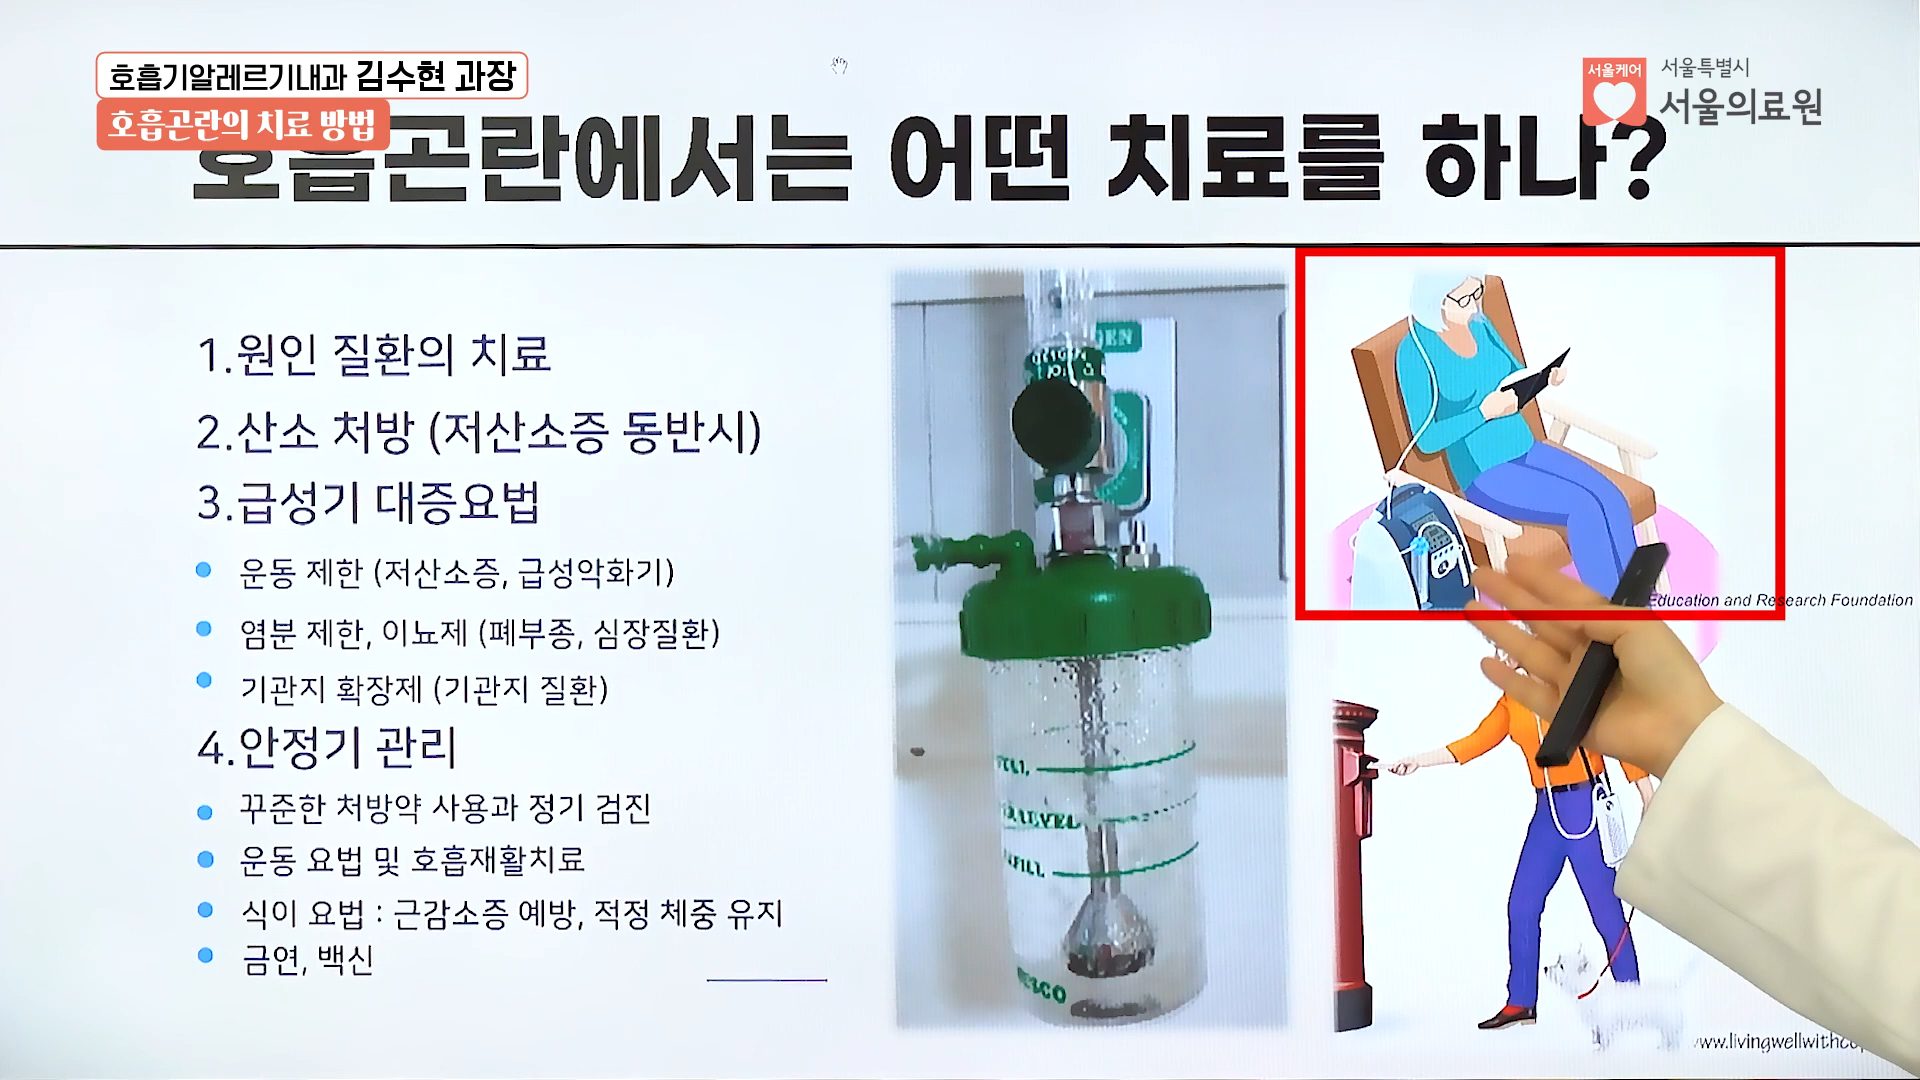 호흡기알레르기내과 김수현 과장
호흡곤란의 치료 방법
서울케어
서울특별시
서울의료원
호흡곤란에서는 어떤 치료를 하나?
1.원인 질환의 치료
2.산소 처방 (저산소증 동반시)
3.급성기 대증요법
운동 제한 (저산소증, 급성악화기)
염분 제한, 이뇨제 (폐부종, 심장질환)
기관지 확장제 (기관지 질환)
4.안정기 관리
꾸준한 처방약 사용과 정기 검진
운동 요법 및 호흡재활치료
식이 요법 : 근감소증 예방, 적정 체중 유지
금연, 백신
Education and Research Foundation